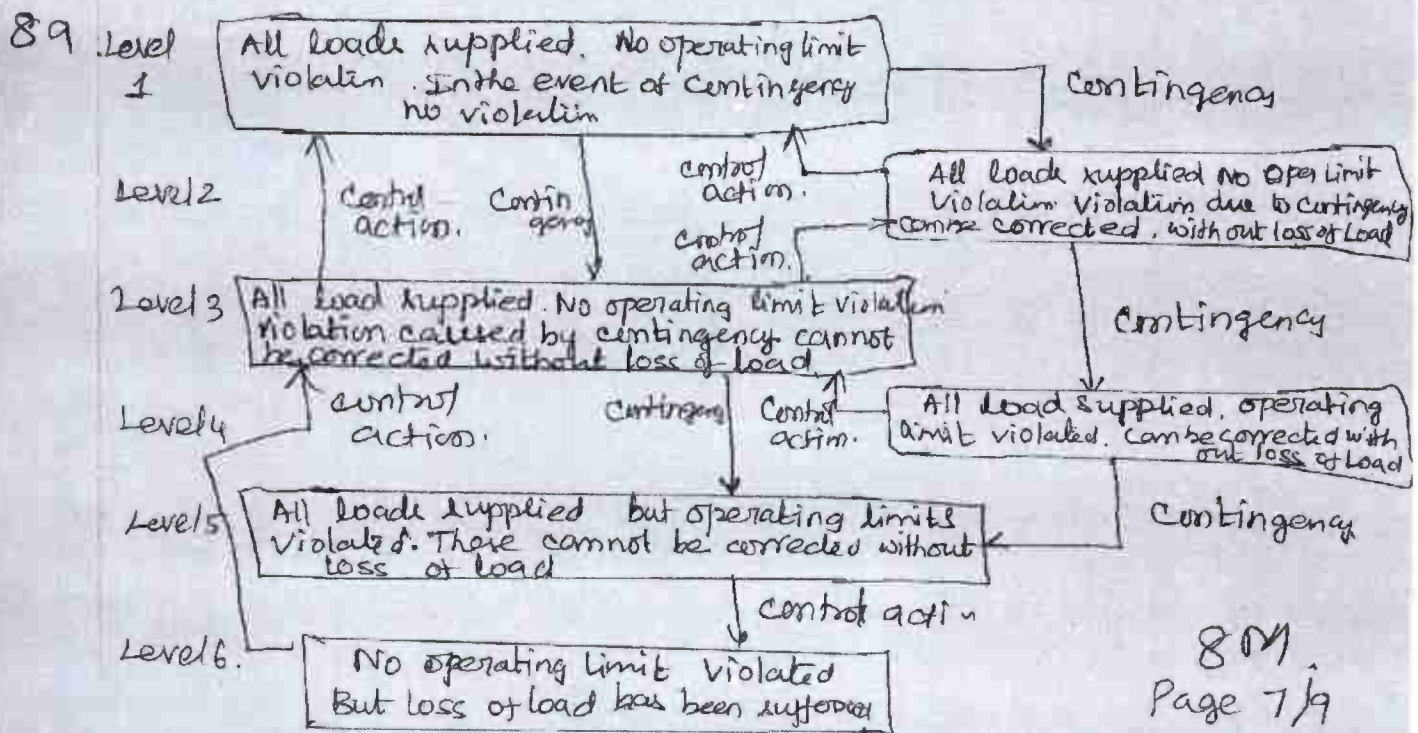 89 Level
1
All loads supplied. No operating limit
violatin. In the event of Contingency
no violatin
Contingency
Level 2
Control
action.
Contin
gency
control
action.
All loads supplied No Oper Limit
Violatim Violatim due to Contingency
can be corrected. without loss of Load
control
action.
Level 3
All load supplied. No operating limit violatim
violation caused by contingency cannot
be corrected without loss of load.
Contingency
Level 4
control
action.
Contingency
Control
action.
All Load supplied, operating
limit violated. Can be corrected with
out loss of Load
Level 5
All loads supplied but operating limits
violated. These cannot be corrected without
loss of load
Contingency
control action
Level 6.
No operating limit violated
But loss of load has been suffered
8M.
Page 7/9